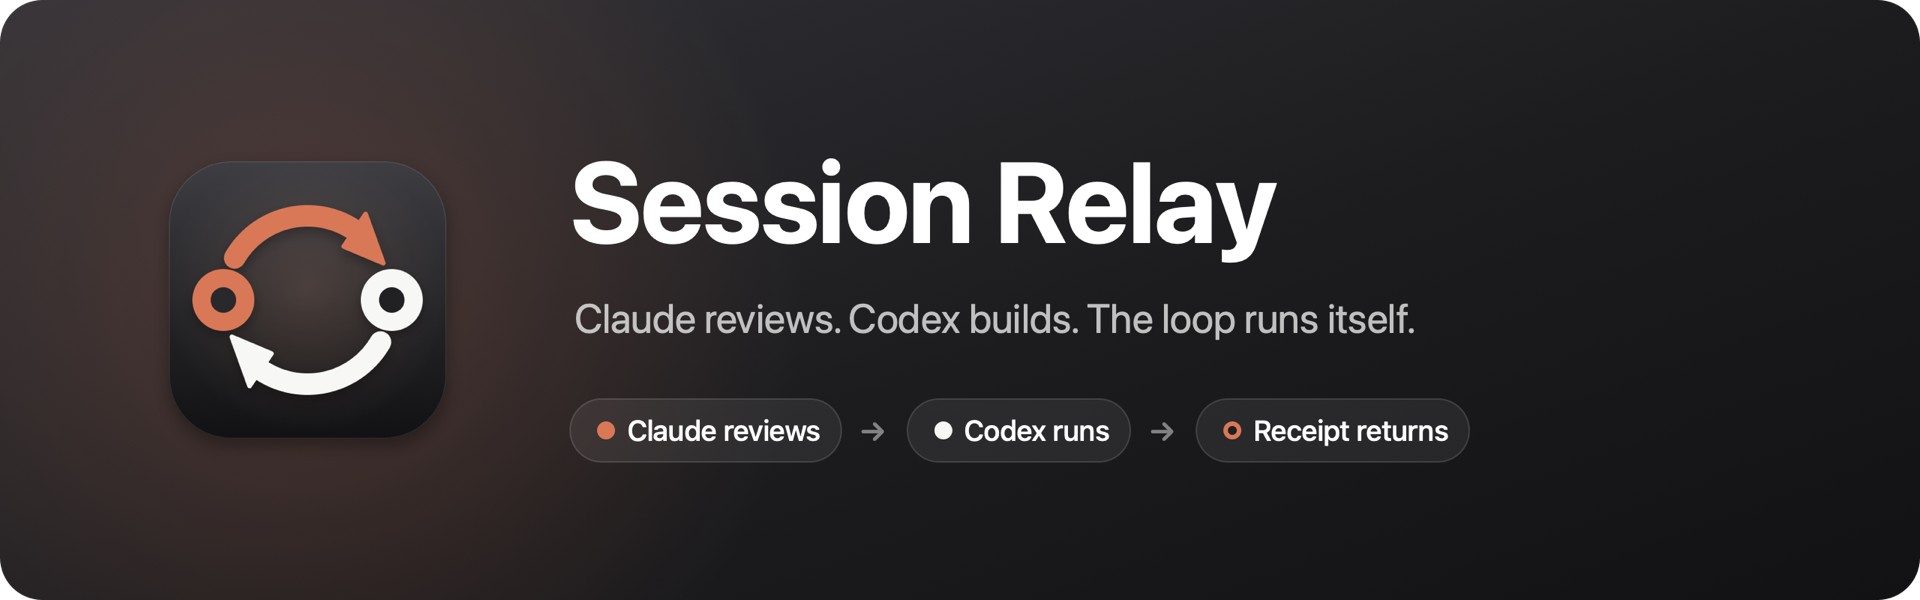 Session Relay
Claude reviews. Codex builds. The loop runs itself.
Claude reviews → Codex runs → Receipt returns